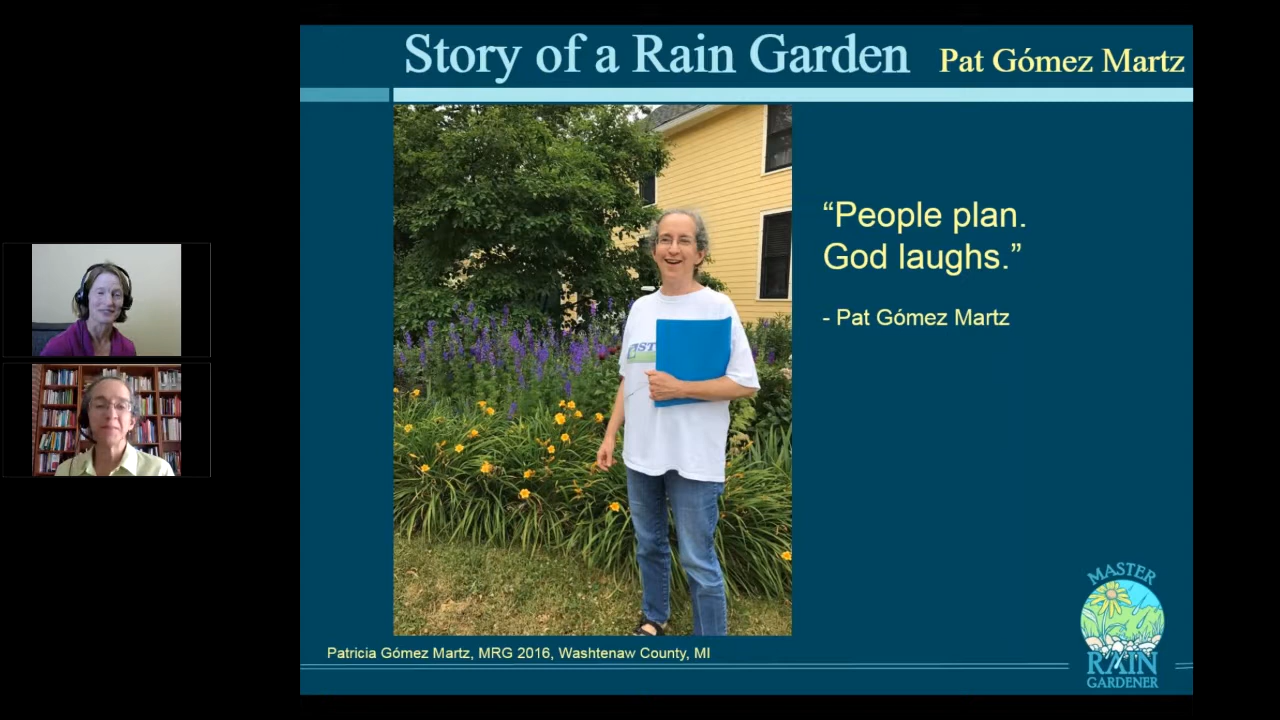 Story of a Rain Garden Pat Gómez Martz
“People plan.
God laughs.”
- Pat Gómez Martz
Patricia Gómez Martz, MRG 2016, Washtenaw County, MI
MASTER
RAIN
GARDENER